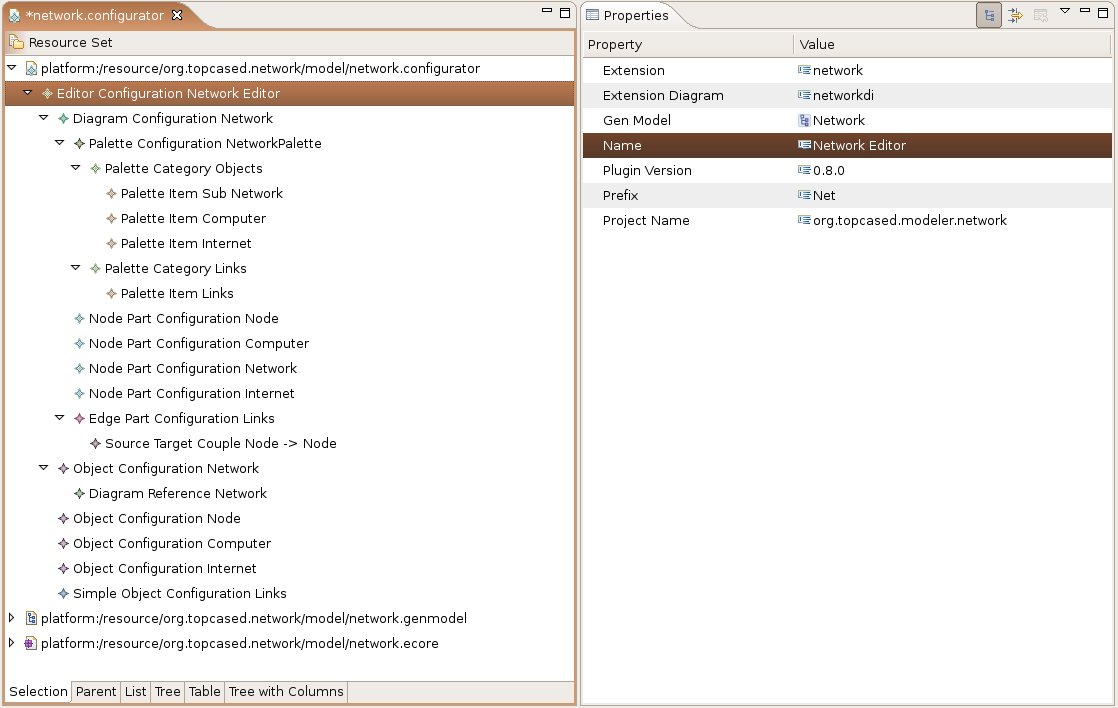 *network.configurator
Resource Set
platform:/resource/org.topcased.network/model/network.configurator
Editor Configuration Network Editor
Diagram Configuration Network
Palette Configuration NetworkPalette
Palette Category Objects
Palette Item Sub Network
Palette Item Computer
Palette Item Internet
Palette Category Links
Palette Item Links
Node Part Configuration Node
Node Part Configuration Computer
Node Part Configuration Network
Node Part Configuration Internet
Edge Part Configuration Links
Source Target Couple Node -> Node
Object Configuration Network
Diagram Reference Network
Object Configuration Node
Object Configuration Computer
Object Configuration Internet
Simple Object Configuration Links
platform:/resource/org.topcased.network/model/network.genmodel
platform:/resource/org.topcased.network/model/network.ecore
Selection Parent List Tree Table Tree with Columns
Properties
Property Value
Extension network
Extension Diagram networkdi
Gen Model Network
Name Network Editor
Plugin Version 0.8.0
Prefix Net
Project Name org.topcased.modeler.network